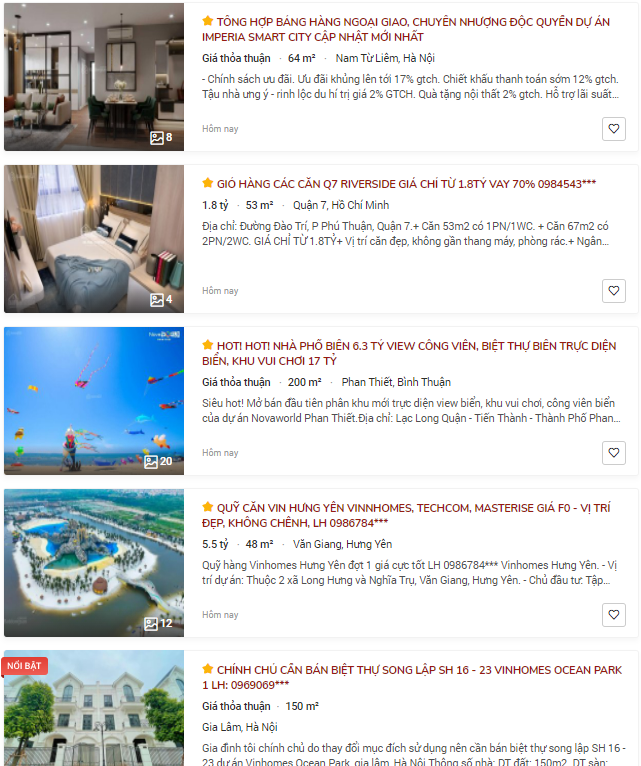 TỔNG HỢP BẢNG HÀNG NGOẠI GIAO, CHUYỂN NHƯỢNG ĐỘC QUYỀN DỰ ÁN
IMPERIA SMART CITY CẬP NHẬT MỚI NHẤT
Giá thỏa thuận · 64 m² · Nam Từ Liêm, Hà Nội
- Chính sách ưu đãi. Ưu đãi khủng lên tới 17% gtch. Chiết khấu thanh toán sớm 12% gtch.
Tậu nhà ưng ý - rinh lộc du hí trị giá 2% GTCH. Quà tặng nội thất 2% gtch. Hỗ trợ lãi suất...
8
Hôm nay
GIỎ HÀNG CÁC CĂN Q7 RIVERSIDE GIÁ CHỈ TỪ 1.8TỶ VAY 70% 0984543***
1.8 tỷ · 53 m² · Quận 7, Hồ Chí Minh
Địa chỉ: Đường Đào Trí, P Phú Thuận, Quận 7.+ Căn 53m2 có 1PN/1WC. + Căn 67m2 có
2PN/2WC. GIÁ CHỈ TỪ 1.8TỶ+ Vị trí căn đẹp, không gần thang máy, phòng rác.+ Ngân...
4
Hôm nay
HOT! HOT! NHÀ PHỐ BIỂN 6.3 TỶ VIEW CÔNG VIÊN, BIỆT THỰ BIỂN TRỰC DIỆN
BIỂN, KHU VUI CHƠI 17 TỶ
Giá thỏa thuận · 200 m² · Phan Thiết, Bình Thuận
Siêu hot! Mở bán đầu tiên phân khu mới trực diện view biển, khu vui chơi, công viên biển
của dự án Novaworld Phan Thiết.Địa chỉ: Lạc Long Quận - Tiến Thành - Thành Phố Phan...
20
Hôm nay
QUỸ CĂN VIN HƯNG YÊN VINNHOMES, TECHCOM, MASTERISE GIÁ F0 - VỊ TRÍ
ĐẸP, KHÔNG CHÊNH, LH 0986784***
5.5 tỷ · 48 m² · Văn Giang, Hưng Yên
Quỹ hàng Vinhomes Hưng Yên đợt 1 giá cực tốt LH 0986784*** Vinhomes Hưng Yên. - Vị
trí dự án: Thuộc 2 xã Long Hưng và Nghĩa Trụ, Văn Giang, Hưng Yên. - Chủ đầu tư: Tập...
12
Hôm nay
NỔI BẬT
CHÍNH CHỦ CẦN BÁN BIỆT THỰ SONG LẬP SH 16 - 23 VINHOMES OCEAN PARK
1 LH: 0969069***
Giá thỏa thuận · 150 m²
Gia Lâm, Hà Nội
Gia đình tôi chính chủ do thay đổi mục đích sử dụng nên cần bán biệt thự song lập SH 16 -
23 dự án Vinhomes Ocean Park, gia lâm, Hà Nội Thông số nhà: DT đất: 150m2, DT sàn: